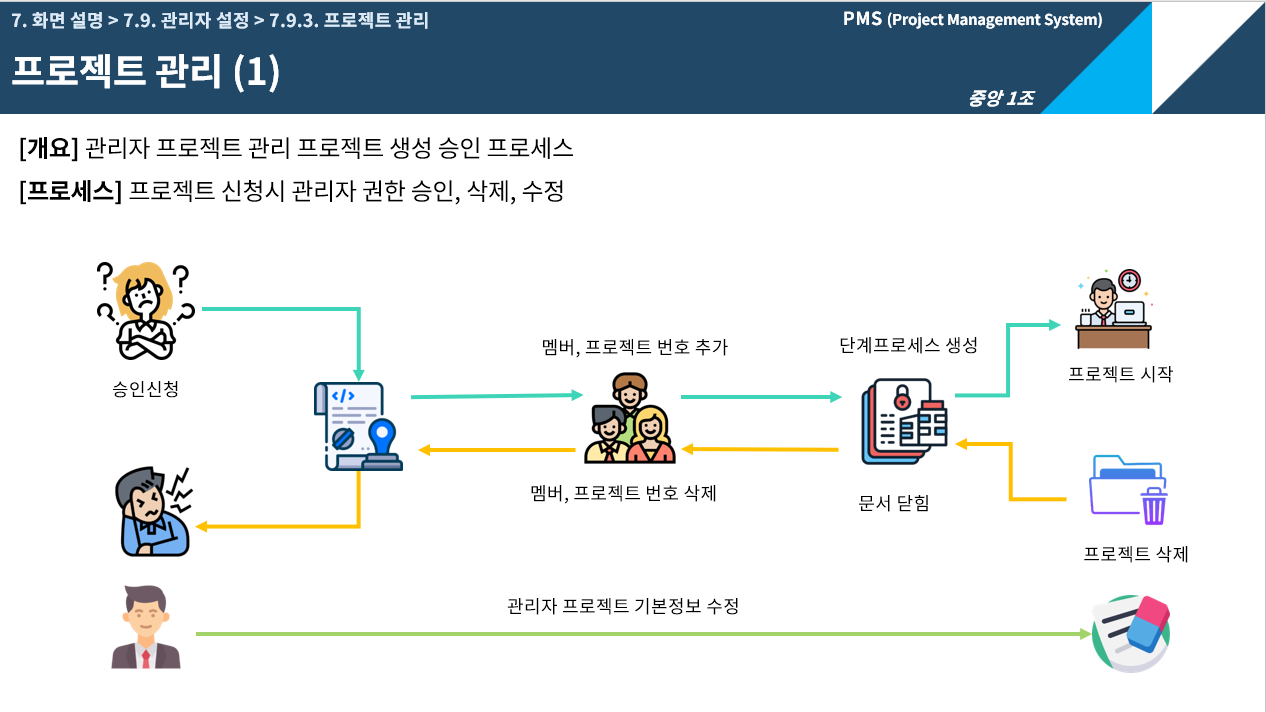 7. 화면 설명 > 7.9. 관리자 설정 > 7.9.3. 프로젝트 관리
PMS (Project Management System)
프로젝트 관리 (1)
중앙 1조
[개요] 관리자 프로젝트 관리 프로젝트 생성 승인 프로세스
[프로세스] 프로젝트 신청시 관리자 권한 승인, 삭제, 수정
멤버, 프로젝트 번호 추가
단계프로세스 생성
프로젝트 시작
승인신청
</>
멤버, 프로젝트 번호 삭제
문서 닫힘
프로젝트 삭제
관리자 프로젝트 기본정보 수정